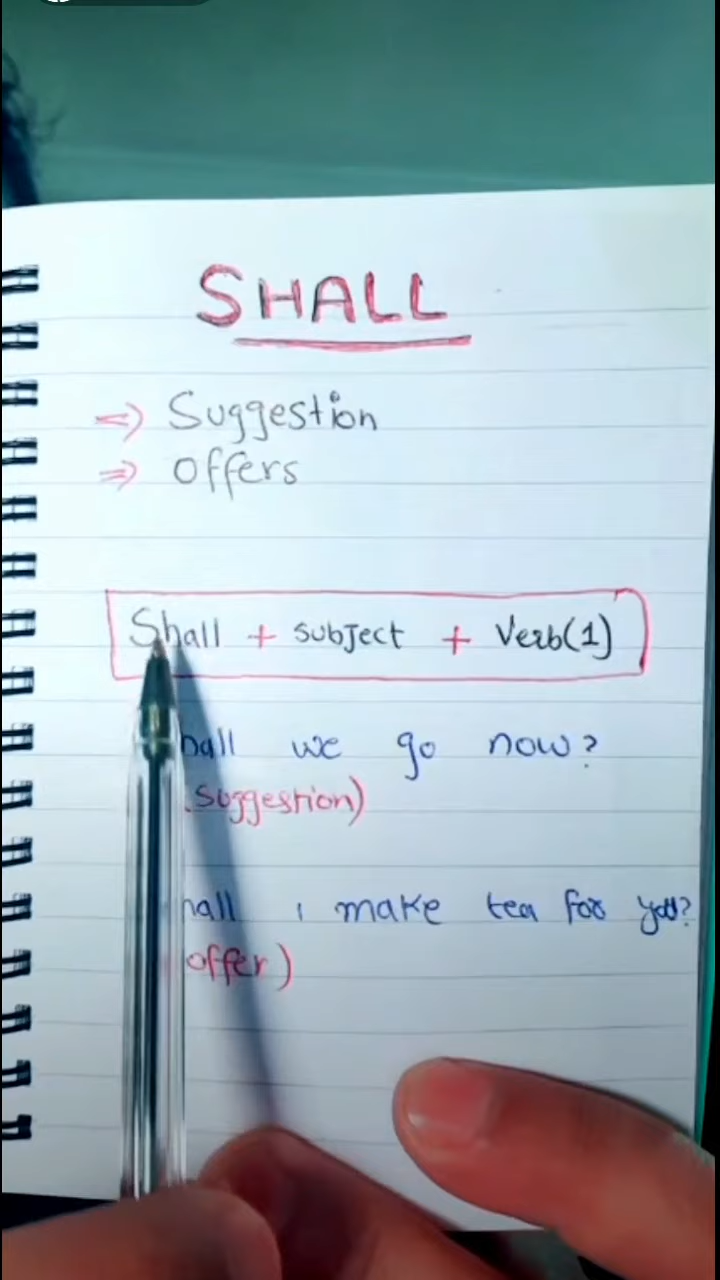 SHALL
=> Suggestion
=> Offers
Shall + subject + Verb(1)
hall we go now?
suggestion)
hall i make tea for you?
offer)